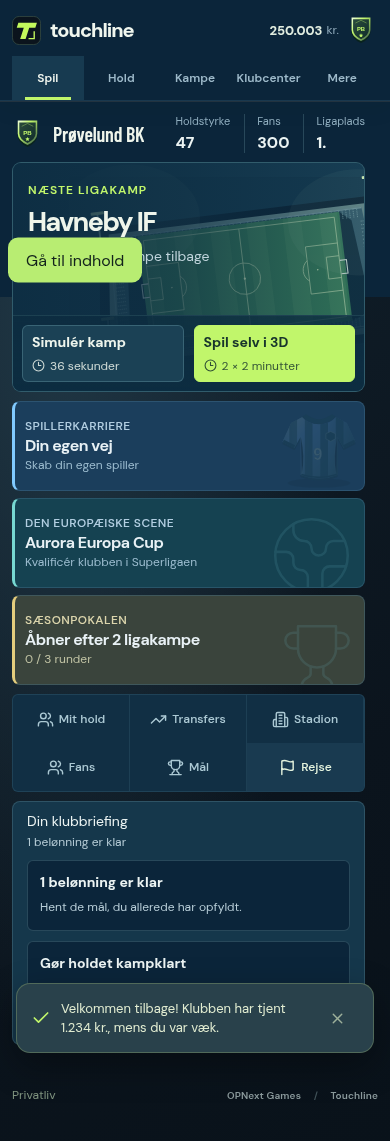 touchline
250.003 kr.
Spil
Hold
Kampe
Klubcenter
Mere
PB
Prøvelund BK
Holdstyrke
47
Fans
300
Ligaplads
1.
NÆSTE LIGAKAMP
Havneby IF
Gå til indhold
mpe tilbage
Simulér kamp
36 sekunder
Spil selv i 3D
2 × 2 minutter
SPILLERKARRIERE
Din egen vej
Skab din egen spiller
9
DEN EUROPÆISKE SCENE
Aurora Europa Cup
Kvalificér klubben i Superligaen
SÆSONPOKALEN
Åbner efter 2 ligakampe
0 / 3 runder
Mit hold
Transfers
Stadion
Fans
Mål
Rejse
Din klubbriefing
1 belønning er klar
1 belønning er klar
Hent de mål, du allerede har opfyldt.
Gør holdet kampklart
Velkommen tilbage! Klubben har tjent
1.234 kr., mens du var væk.
Privatliv
OPNext Games / Touchline